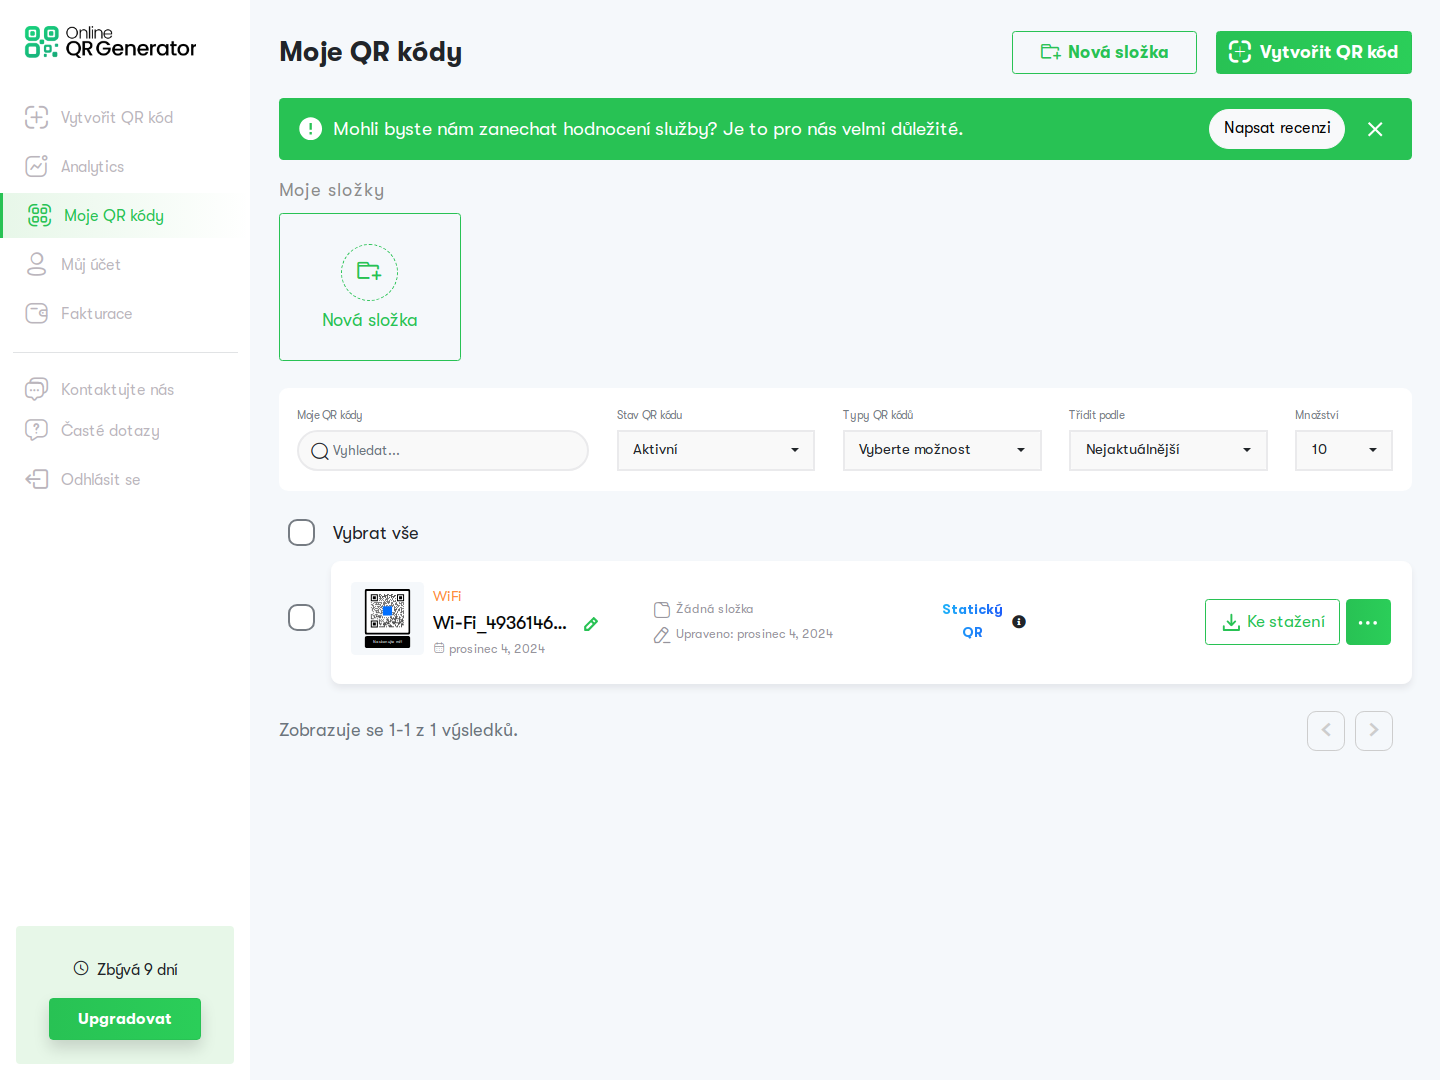 Online
QR Generator
Vytvořit QR kód
Analytics
Moje QR kódy
Můj účet
Fakturace
Kontaktujte nás
Časté dotazy
Odhlásit se
Zbývá 9 dní
Upgradovat
Moje QR kódy
Nová složka
Vytvořit QR kód
Mohli byste nám zanechat hodnocení služby? Je to pro nás velmi důležité.
Napsat recenzi
Moje složky
Nová složka
Moje QR kódy
Vyhledat...
Stav QR kódu
Aktivní
Typy QR kódů
Vyberte možnost
Třídit podle
Nejaktuálnější
Množství
10
Vybrat vše
WiFi
Wi-Fi_4936146...
prosinec 4, 2024
Žádná složka
Upraveno: prosinec 4, 2024
Statický
QR
Ke stažení
Zobrazuje se 1-1 z 1 výsledků.